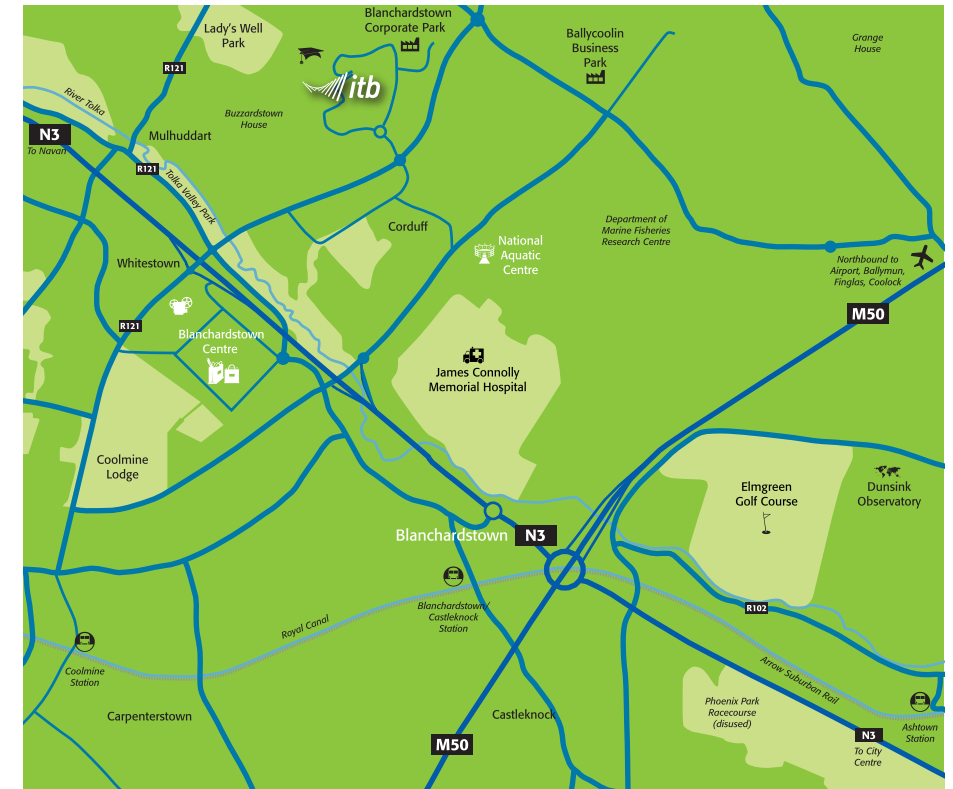 Blanchardstown
Corporate Park
Lady's Well
Park
Ballycoolin
Business
Park
Grange
House
R121
itb
River Tolka
Buzzardstown
House
N3
To Navan
Mulhuddart
R121
Tolka Valley Park
Corduff
Department of
Marine Fisheries
Research Centre
National
Aquatic
Centre
Whitestown
Northbound to
Airport, Ballymun,
Finglas, Coolock
M50
R121
Blanchardstown
Centre
James Connolly
Memorial Hospital
Coolmine
Lodge
Elmgreen
Golf Course
Dunsink
Observatory
Blanchardstown
N3
Blanchardstown/
Castleknock
Station
R102
Royal Canal
Coolmine
Station
Arrow Suburban Rail
Phoenix Park
Racecourse
(disused)
Ashtown
Station
Carpenterstown
Castleknock
M50
N3
To City
Centre